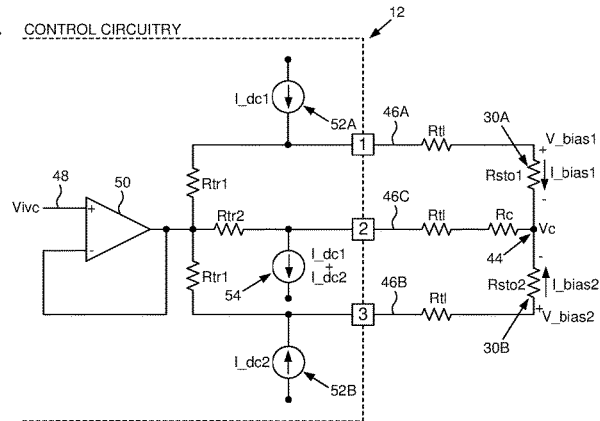 CONTROL CIRCUITRY
12
I_dc1
52A
1
46A
Rtl
30A
V_bias1
+
Rsto1
I_bias1
-
Rtr1
48
50
Vivc
+
-
Rtr2
2
46C
Rtl
Rc
Vc
44
I_dc1
+
I_dc2
54
Rtr1
-
Rsto2
I_bias2
3
46B
Rtl
+
V_bias2
30B
I_dc2
52B